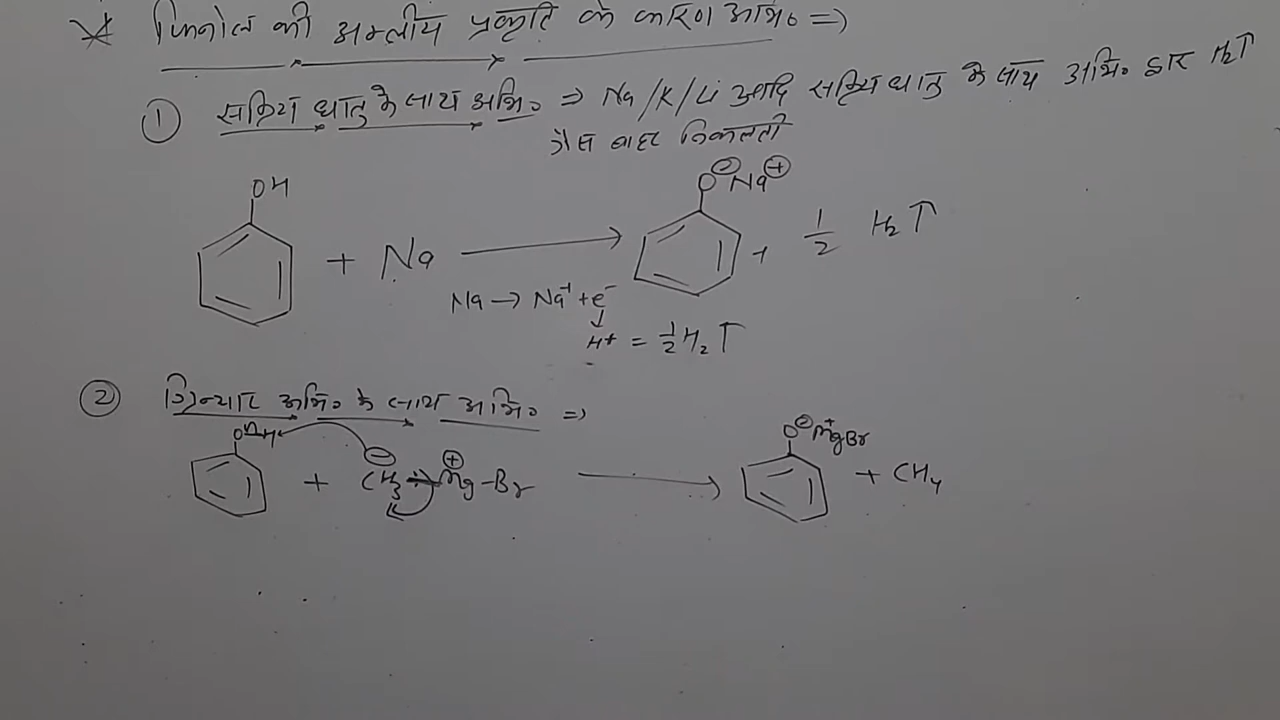 फिनोल की अम्लीय प्रकृति के कारण अभि० =>
① सक्रिय धातु के साथ अभि० => Na/K/Li आदि सक्रिय धातु के साथ अभि० द्वार H₂↑
गैस बाहर निकलती
OH + Na ⟶ O⊖Na⊕ + 1/2 H₂↑
Na → Na⁺ + e⁻
H⁺ = 1/2 H₂↑
② ग्रिन्यार अभि० के साथ अभि० =>
OH + CH₃⊖ Mg⊕-Br ⟶ O⊖MgBr⁺ + CH₄